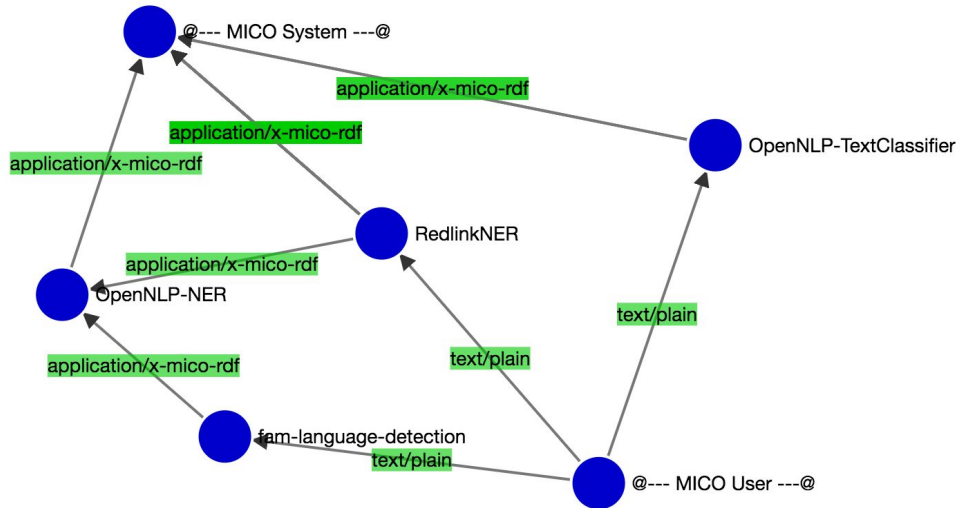 @--- MICO System ---@
application/x-mico-rdf
application/x-mico-rdf
OpenNLP-TextClassifier
application/x-mico-rdf
RedlinkNER
application/x-mico-rdf
OpenNLP-NER
text/plain
text/plain
application/x-mico-rdf
fam-language-detection
text/plain
@--- MICO User ---@